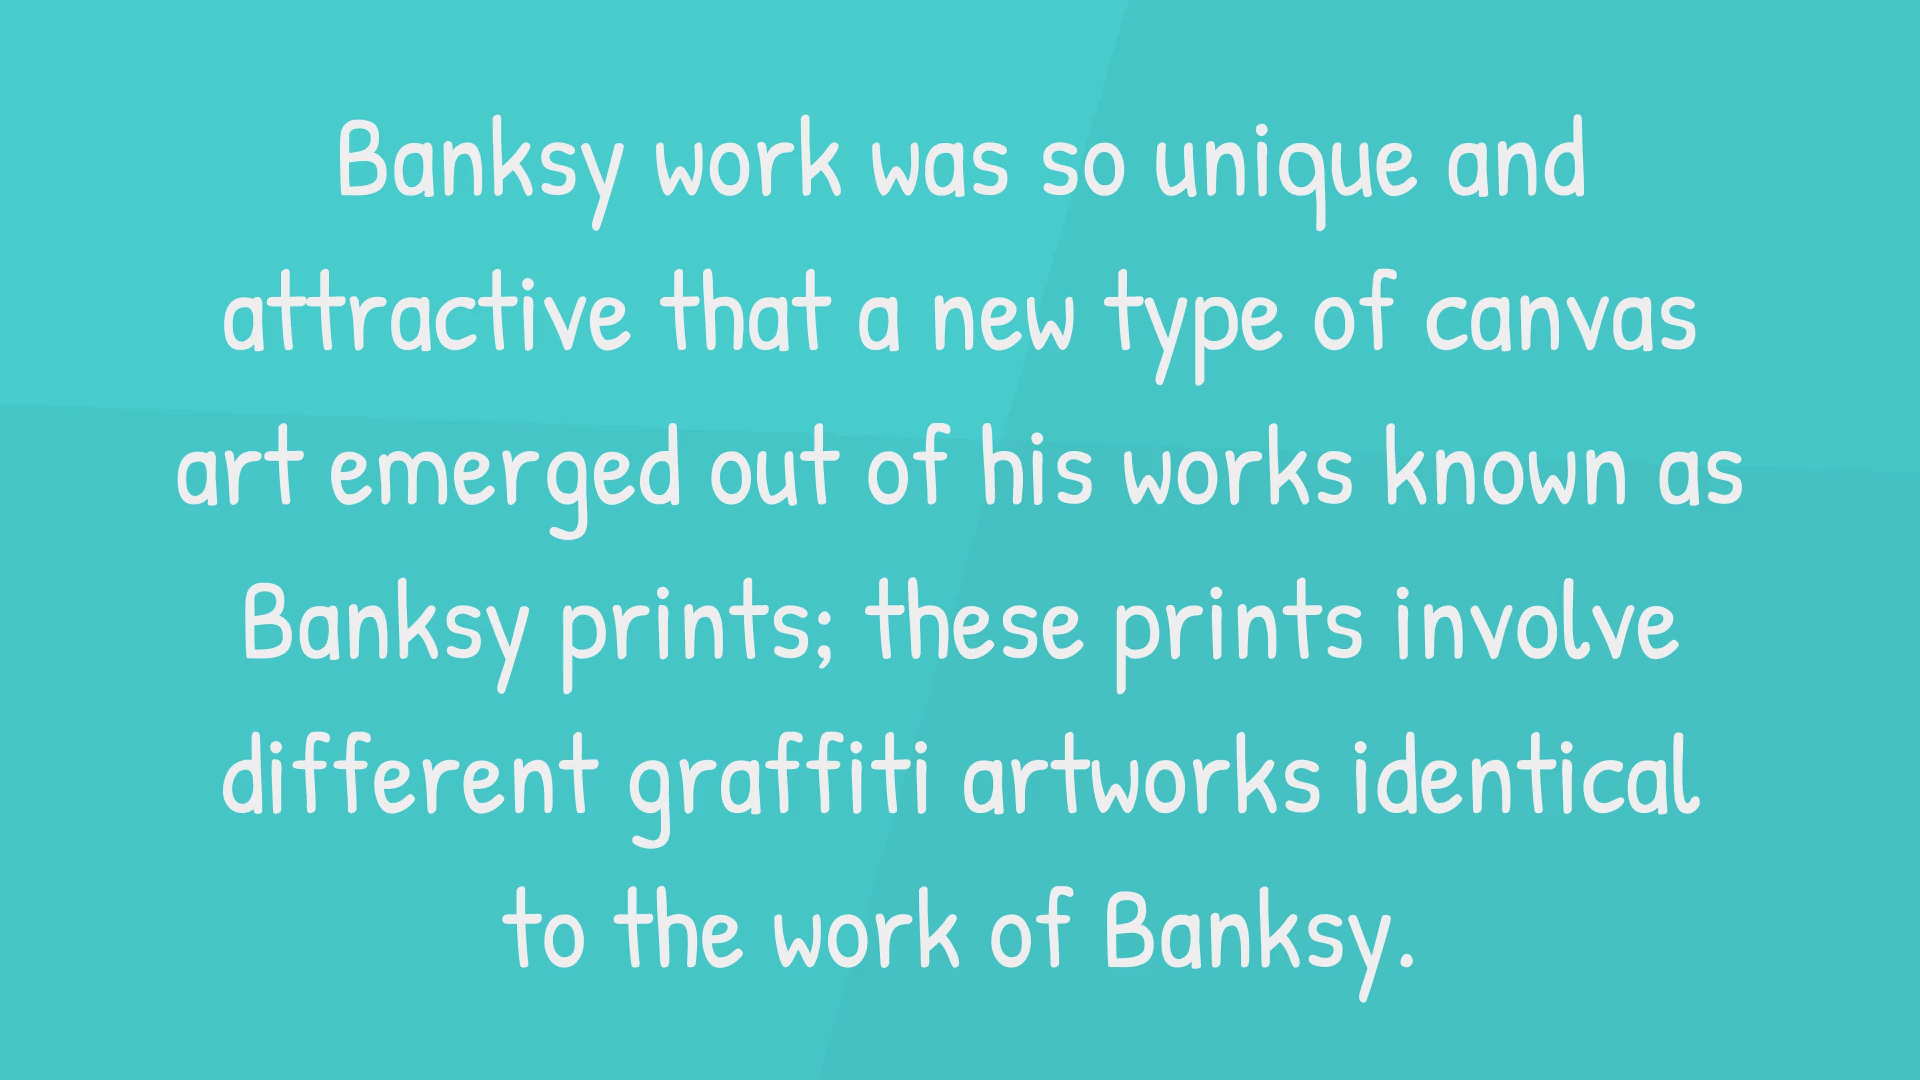 Banksy work was so unique and
attractive that a new type of canvas
art emerged out of his works known as
Banksy prints; these prints involve
different graffiti artworks identical
to the work of Banksy.